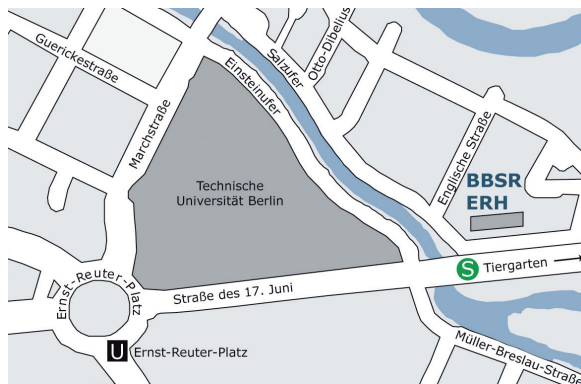 Guerickestraße
Marchstraße
Einsteinufer
Salzufer
Otto-Dibelius
Englische Straße
BBSR
ERH
Technische
Universität Berlin
S
Tiergarten
Straße des 17. Juni
Ernst-Reuter-Platz
U
Ernst-Reuter-Platz
Müller-Breslau-Straße